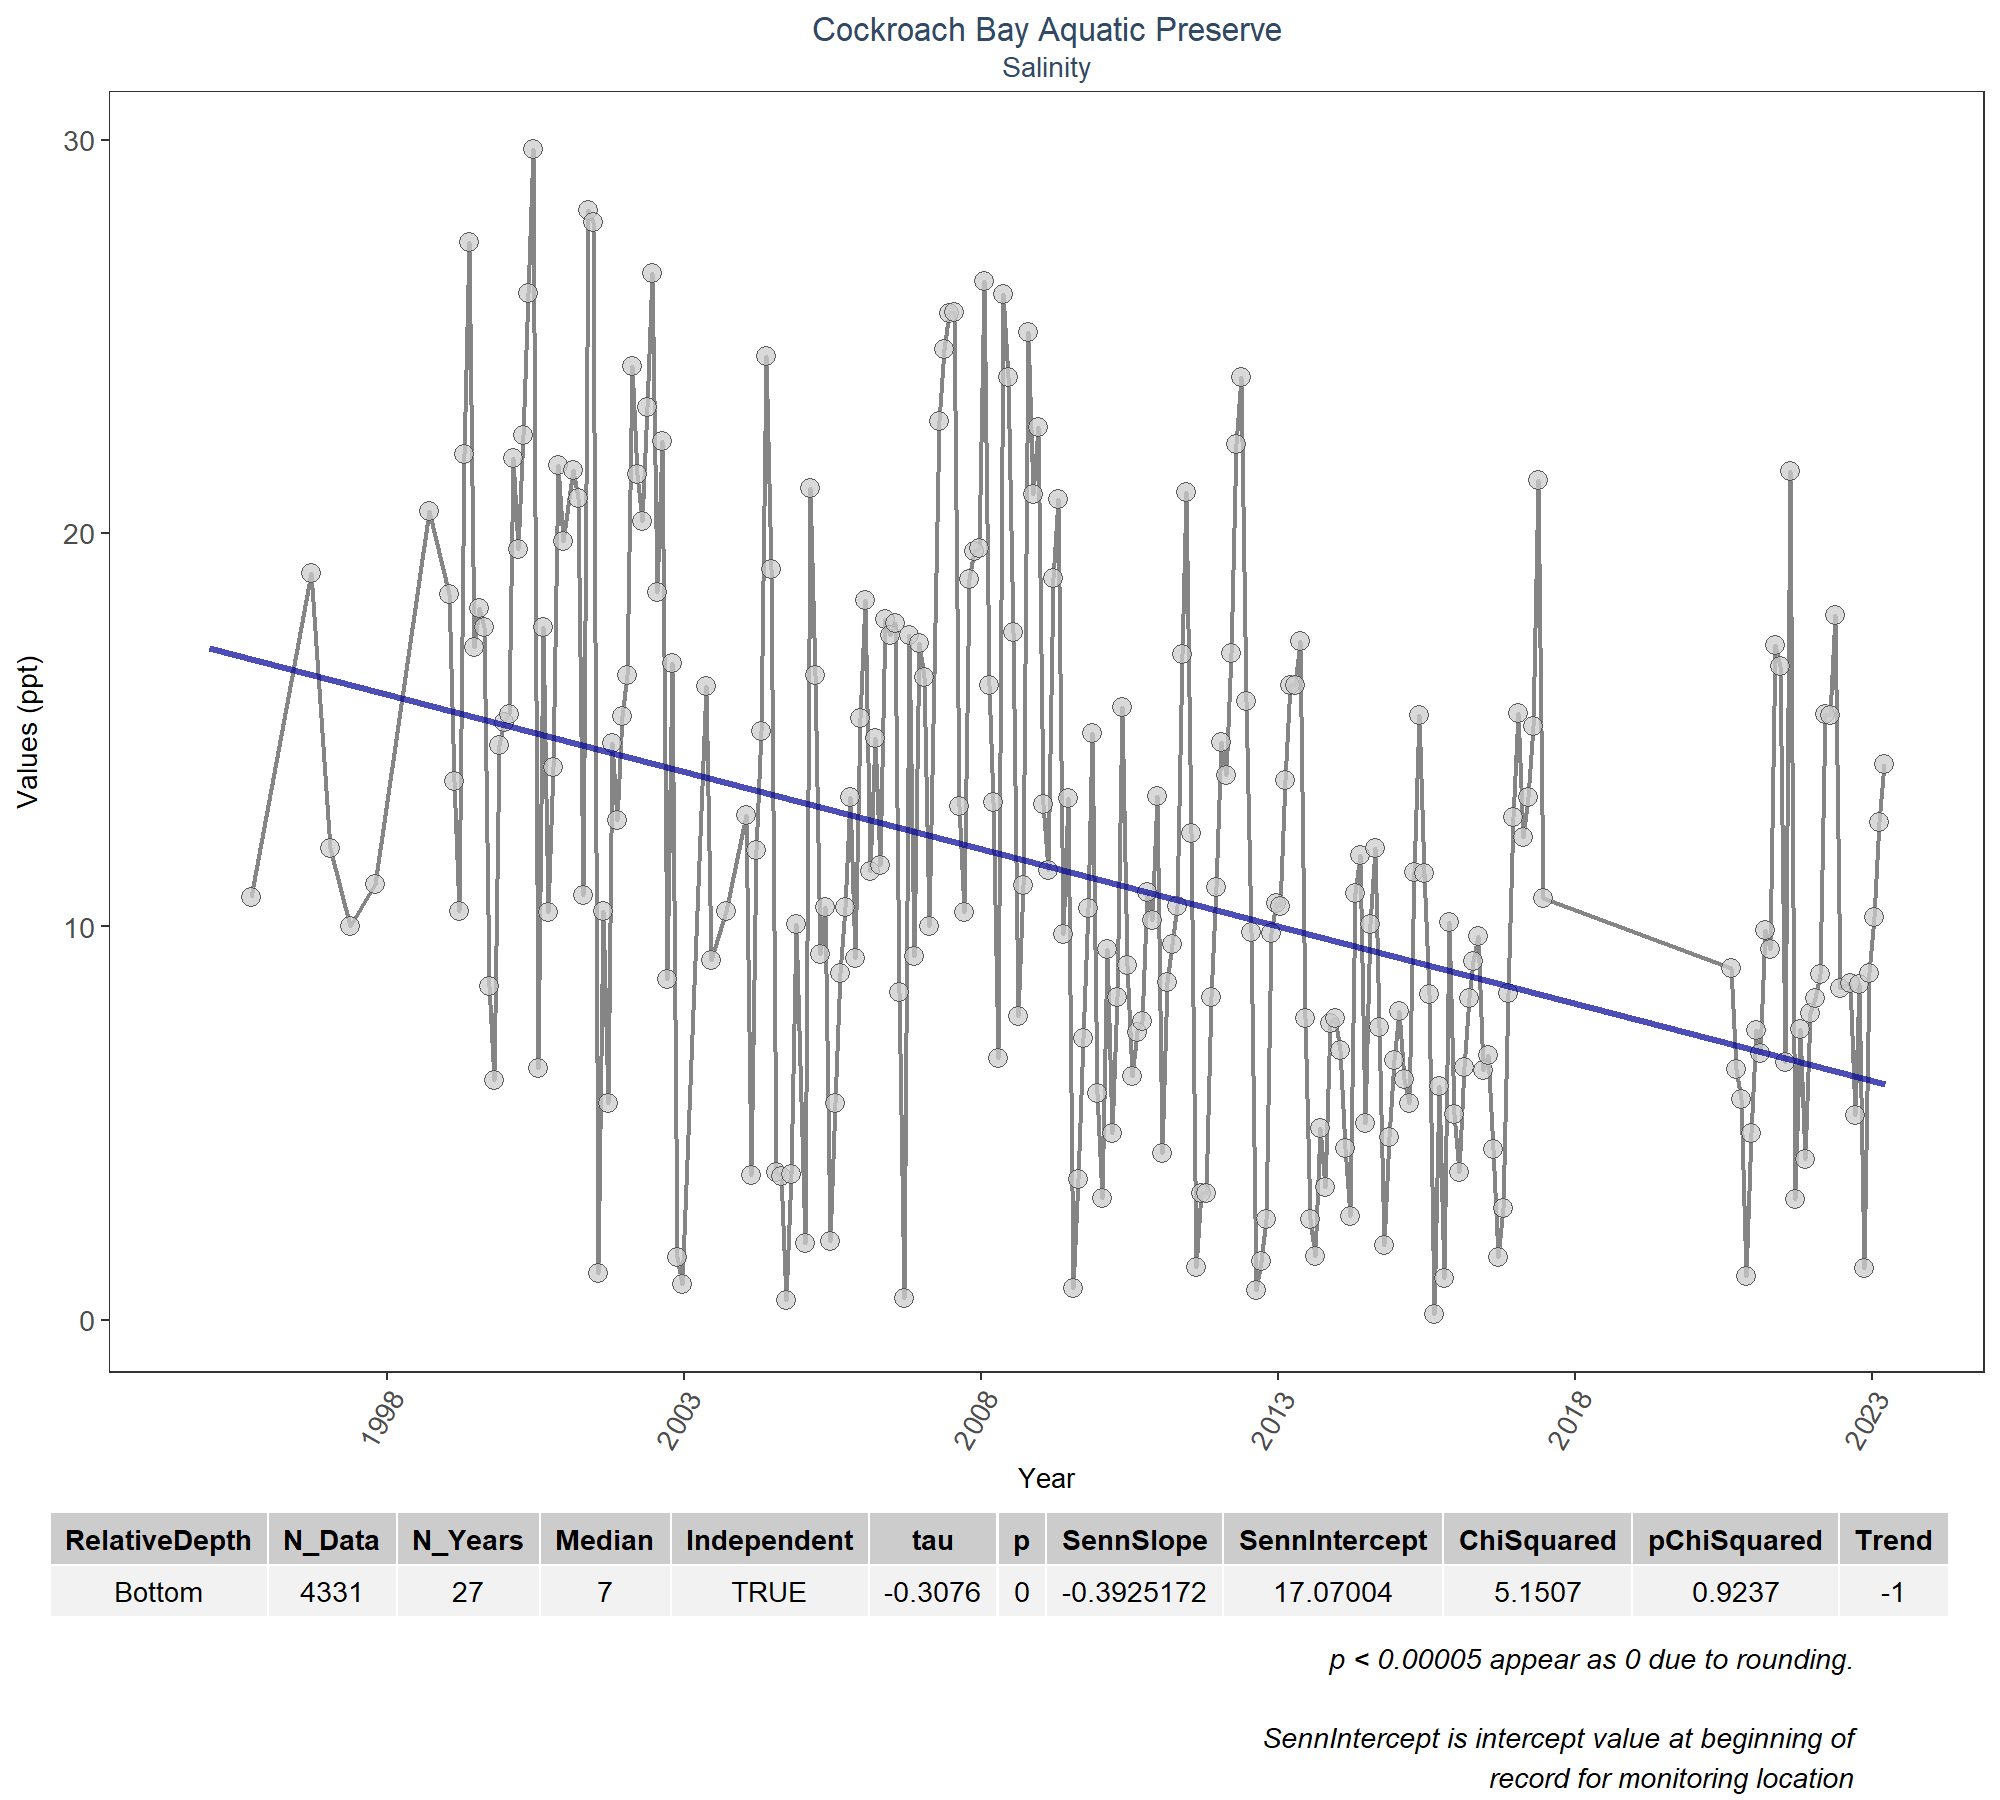 Cockroach Bay Aquatic Preserve
Salinity
30
20
10
0
Values (ppt)
1998
2003
2008
2013
2018
2023
Year
RelativeDepth N_Data N_Years Median Independent tau p SennSlope SennIntercept ChiSquared pChiSquared Trend
Bottom 4331 27 7 TRUE -0.3076 0 -0.3925172 17.07004 5.1507 0.9237 -1
p < 0.00005 appear as 0 due to rounding.
SennIntercept is intercept value at beginning of
record for monitoring location